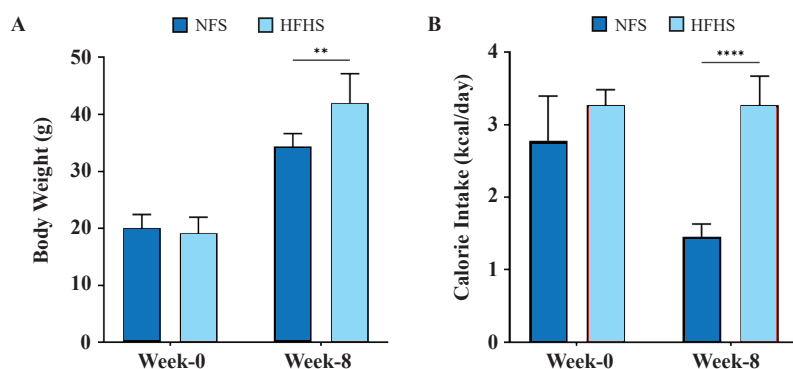 A
NFS HFHS
Body Weight (g)
50
40
30
20
10
0
**
Week-0 Week-8
B
NFS HFHS
Calorie Intake (kcal/day)
4
3
2
1
0
****
Week-0 Week-8